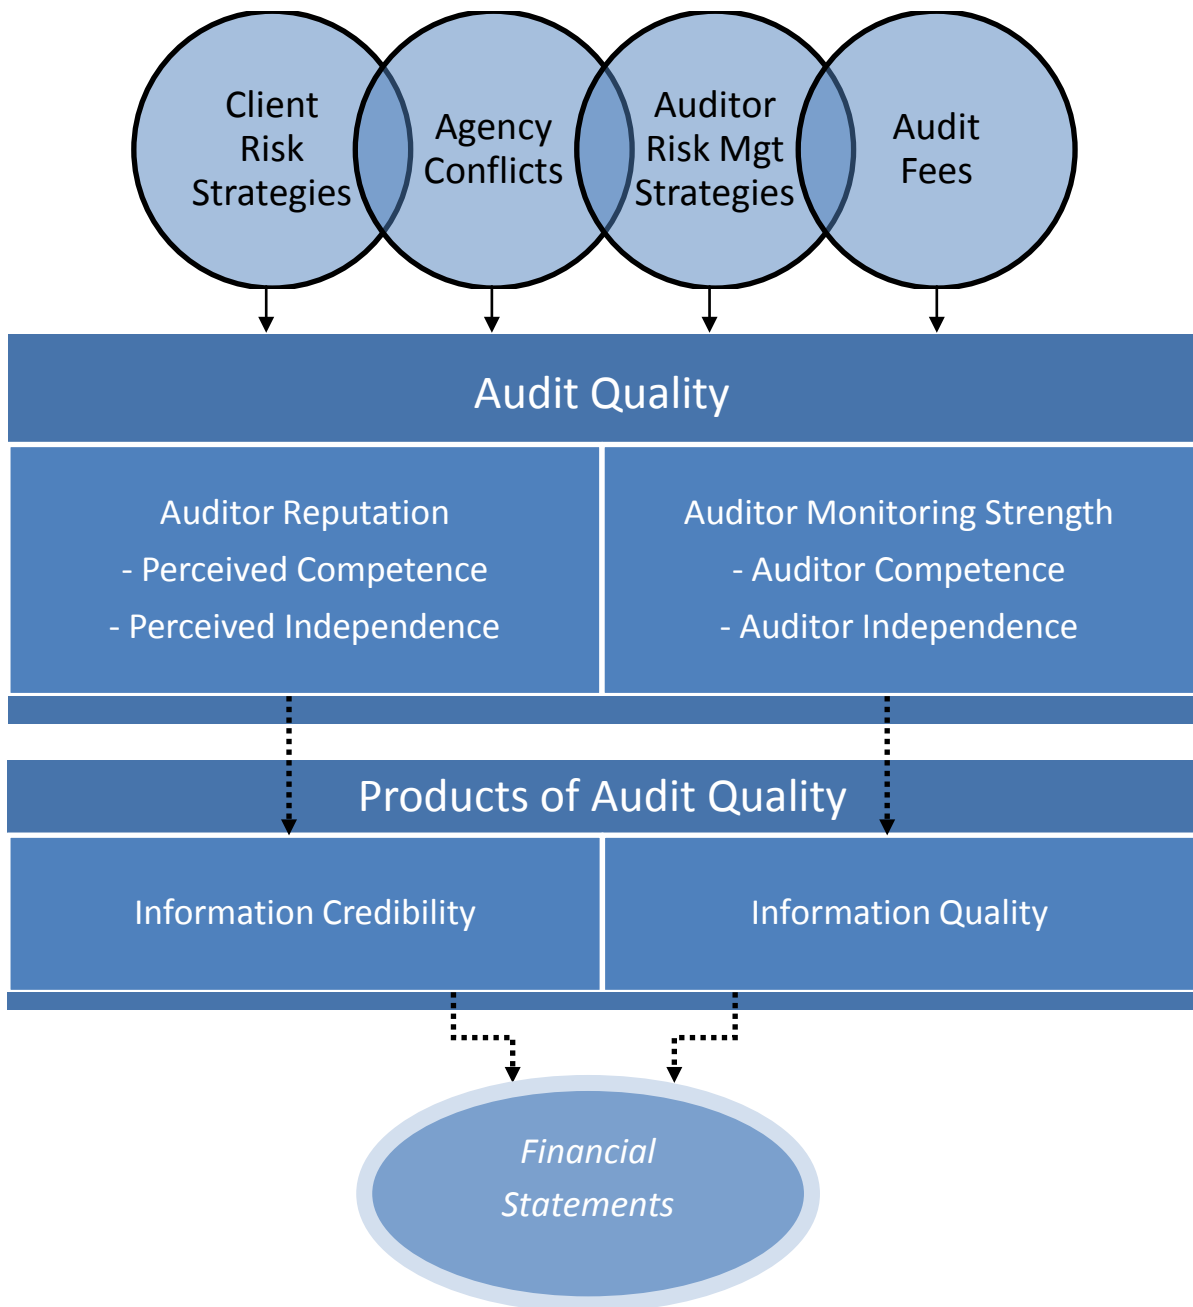 Client
Risk
Strategies
Agency
Conflicts
Auditor
Risk Mgt
Strategies
Audit
Fees
Audit Quality
Auditor Reputation
- Perceived Competence
- Perceived Independence
Auditor Monitoring Strength
- Auditor Competence
- Auditor Independence
Products of Audit Quality
Information Credibility
Information Quality
Financial
Statements